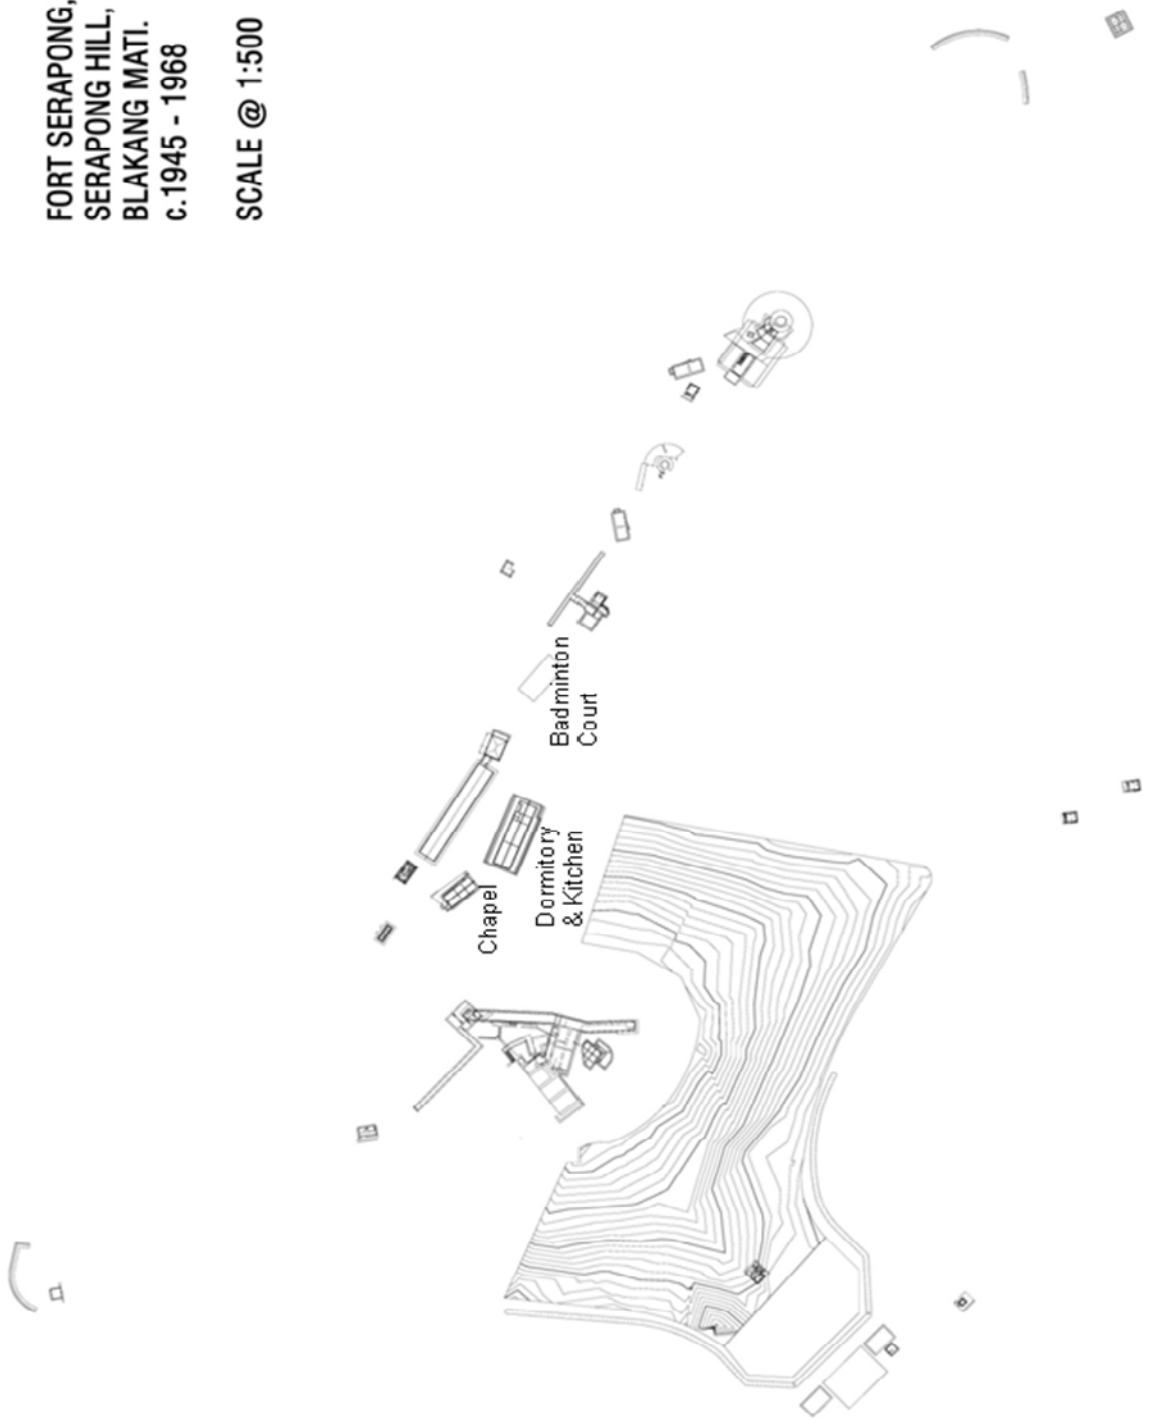 FORT SERAPONG,
SERAPONG HILL,
BLAKANG MATI.
c.1945 - 1968
SCALE @ 1:500
Chapel
Dormitory
& Kitchen
Badminton
Court